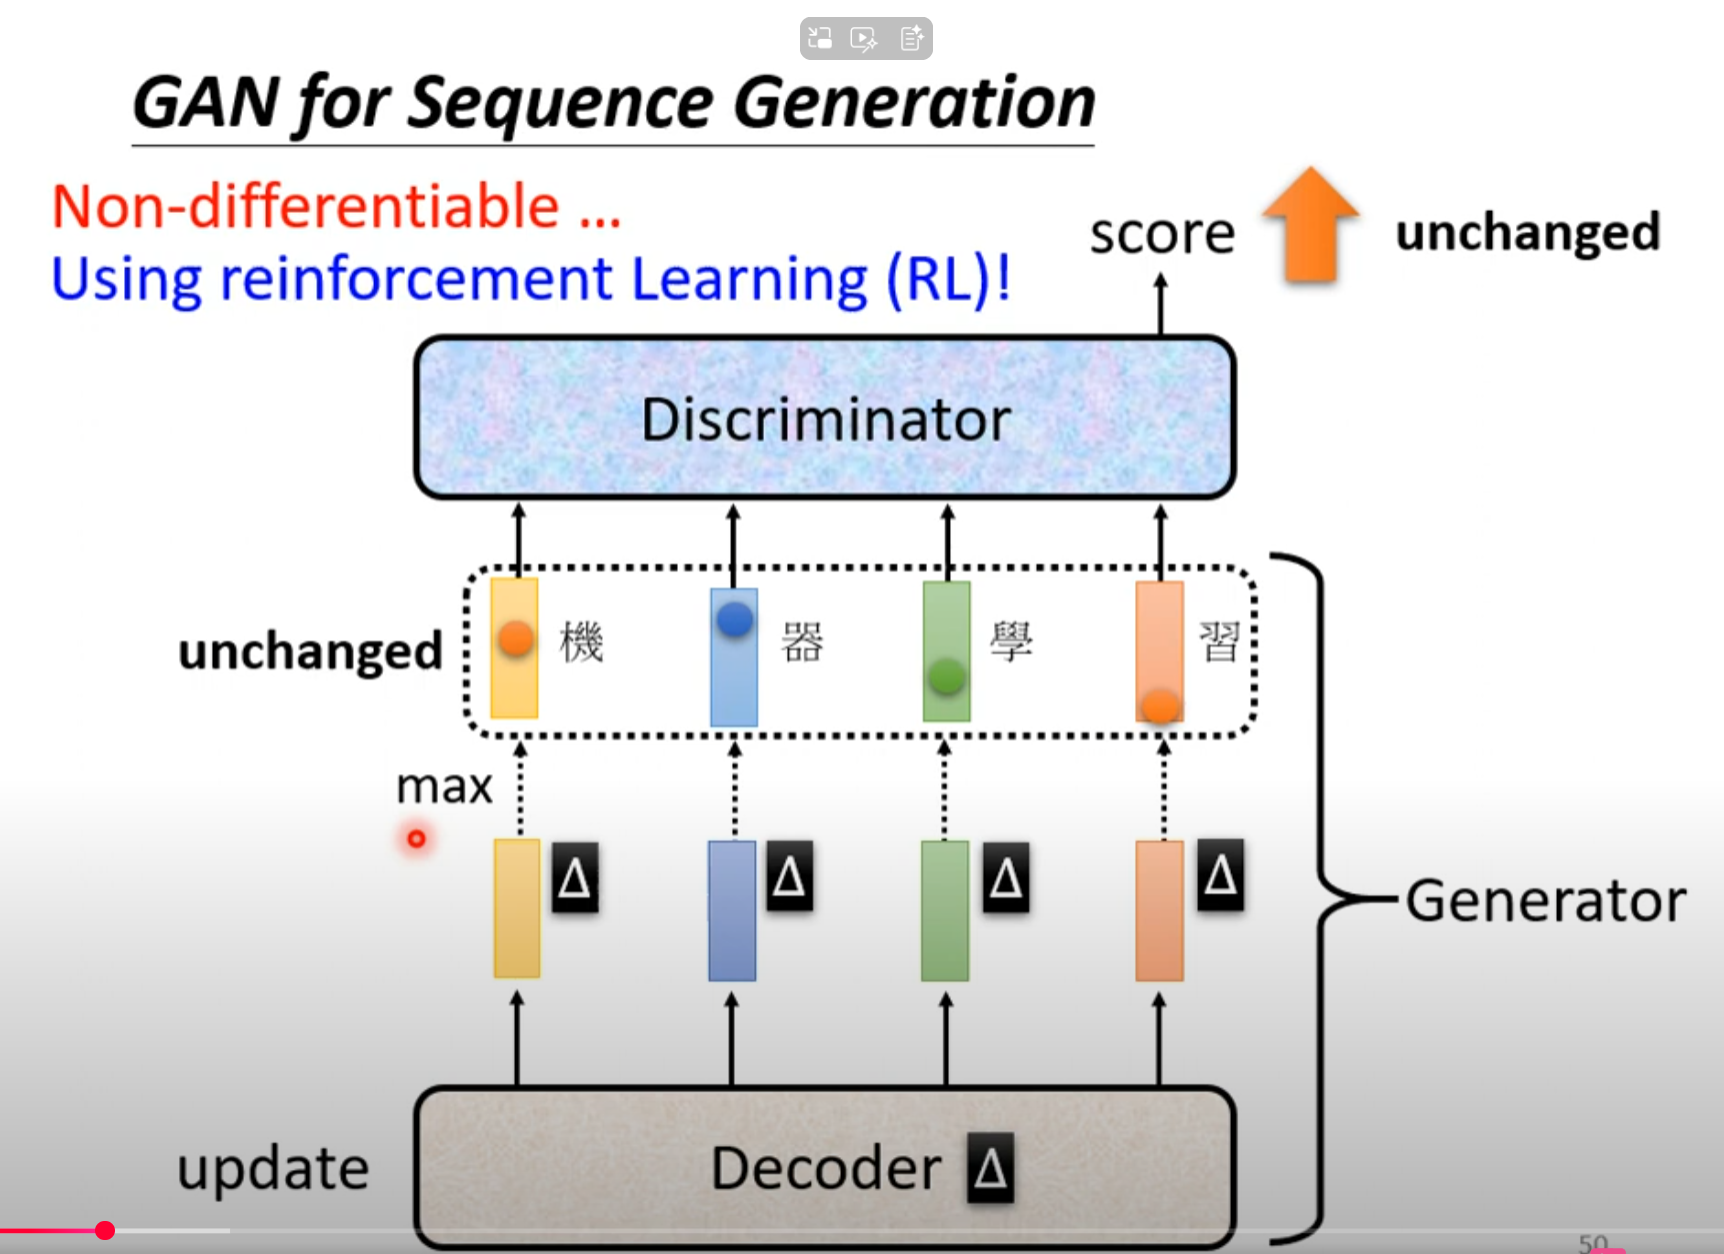 GAN for Sequence Generation
Non-differentiable ...
Using reinforcement Learning (RL)!
score
unchanged
Discriminator
unchanged
機 器 學 習
max
Δ Δ Δ Δ
Generator
update
Decoder Δ
50